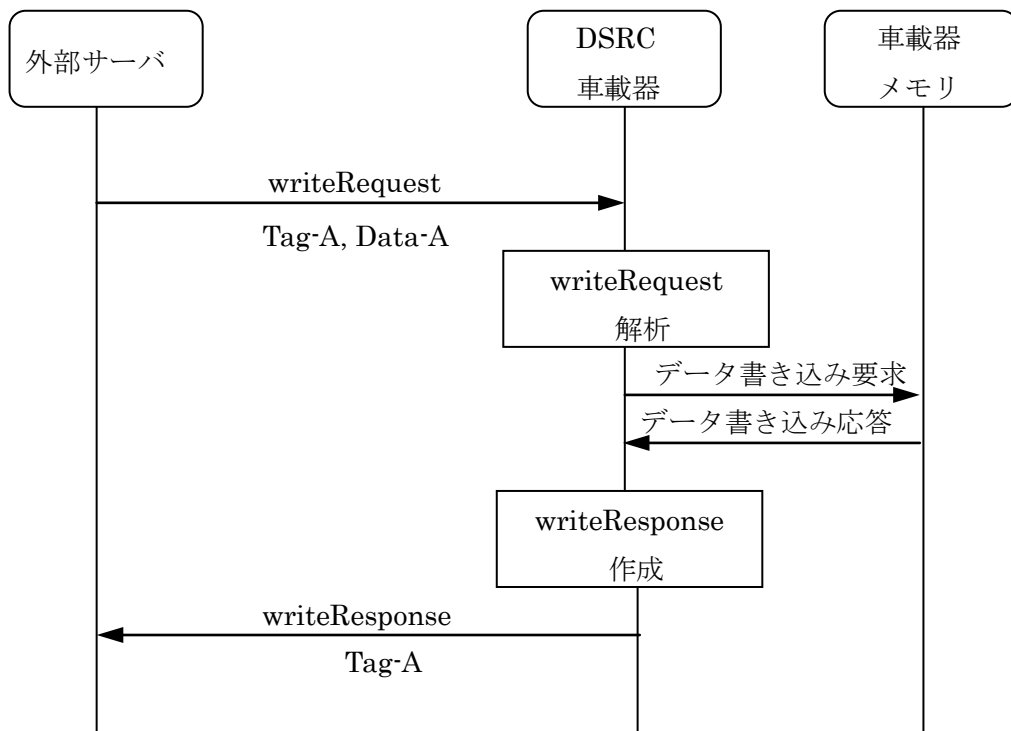 外部サーバ
DSRC
車載器
車載器
メモリ
writeRequest
Tag-A, Data-A
writeRequest
解析
データ書き込み要求
データ書き込み応答
writeResponse
作成
writeResponse
Tag-A